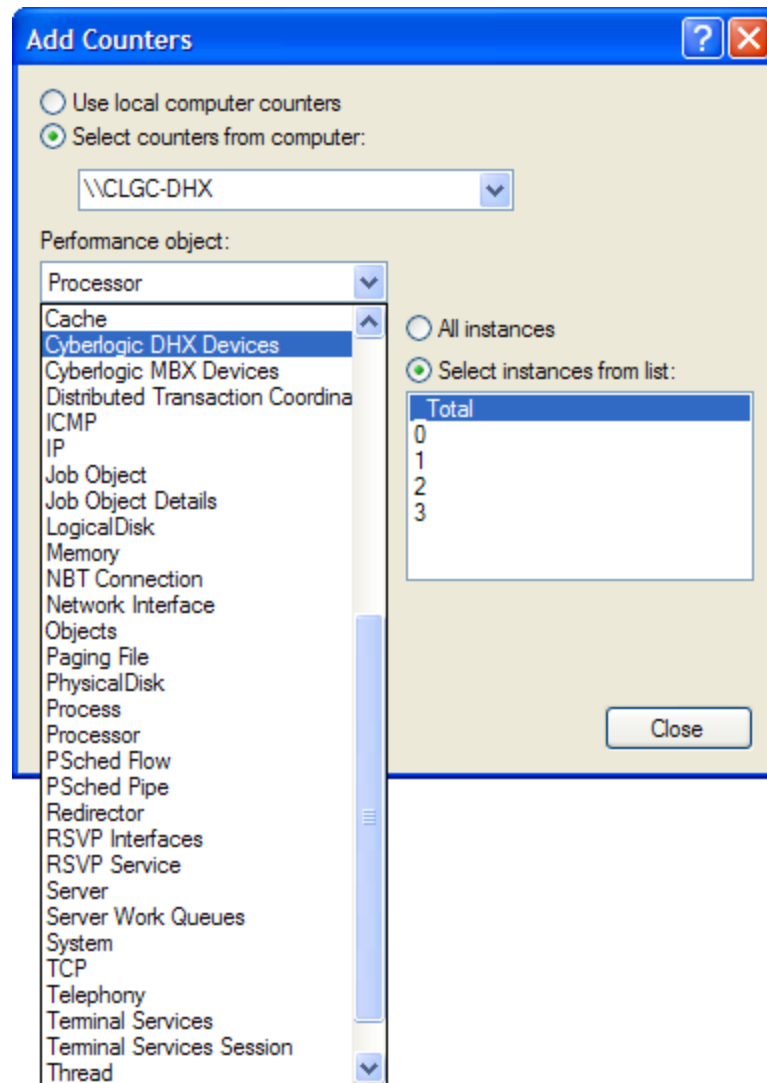 Add Counters
Use local computer counters
Select counters from computer:
\\CLGC-DHX
Performance object:
Processor
Cache
Cyberlogic DHX Devices
Cyberlogic MBX Devices
Distributed Transaction Coordina
ICMP
IP
Job Object
Job Object Details
LogicalDisk
Memory
NBT Connection
Network Interface
Objects
Paging File
PhysicalDisk
Process
Processor
PSched Flow
PSched Pipe
Redirector
RSVP Interfaces
RSVP Service
Server
Server Work Queues
System
TCP
Telephony
Terminal Services
Terminal Services Session
Thread
All instances
Select instances from list:
_Total
0
1
2
3
Close